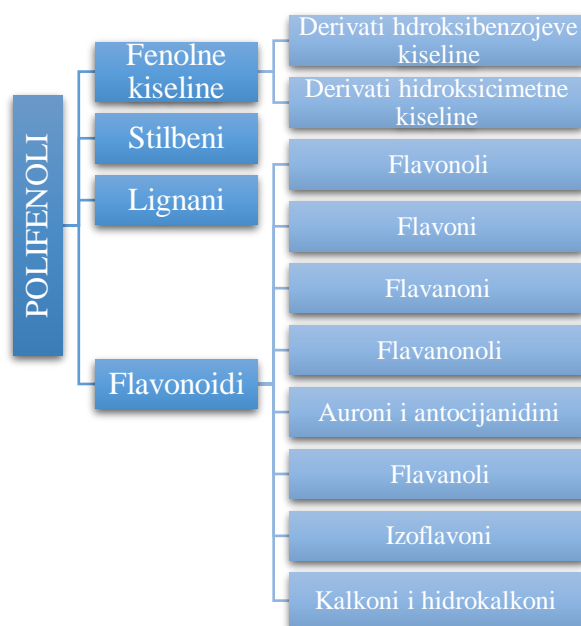 POLIFENOLI
Fenolne
kiseline
Derivati hdroksibenzojeve
kiseline
Derivati hidroksicimetne
kiseline
Stilbeni
Lignani
Flavonoidi
Flavonoli
Flavoni
Flavanoni
Flavanonoli
Auroni i antocijanidini
Flavanoli
Izoflavoni
Kalkoni i hidrokalkoni